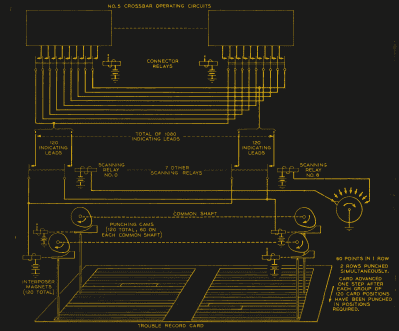 NO. 5 CROSSBAR OPERATING CIRCUITS
CONNECTOR
RELAYS
TOTAL OF 1080
INDICATING
LEADS
120
INDICATING
LEADS
120
INDICATING
LEADS
SCANNING
RELAY
NO. 0
7 OTHER
SCANNING RELAYS
SCANNING
RELAY
NO. 8
COMMON SHAFT
PUNCHING CAMS
(120 TOTAL, 60 ON
EACH COMMON SHAFT)
INTERPOSER
MAGNETS
(120 TOTAL)
60 POINTS IN 1 ROW
2 ROWS PUNCHED
SIMULTANEOUSLY.
CARD ADVANCED
ONE STEP AFTER
EACH GROUP OF
120 CARD POSITIONS
HAVE BEEN PUNCHED
IN POSITIONS
REQUIRED.
TROUBLE RECORD CARD